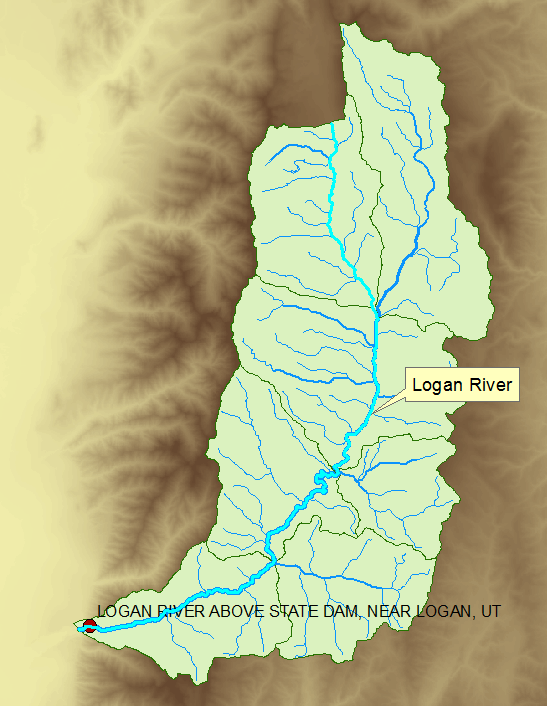 Logan River
LOGAN RIVER ABOVE STATE DAM, NEAR LOGAN, UT